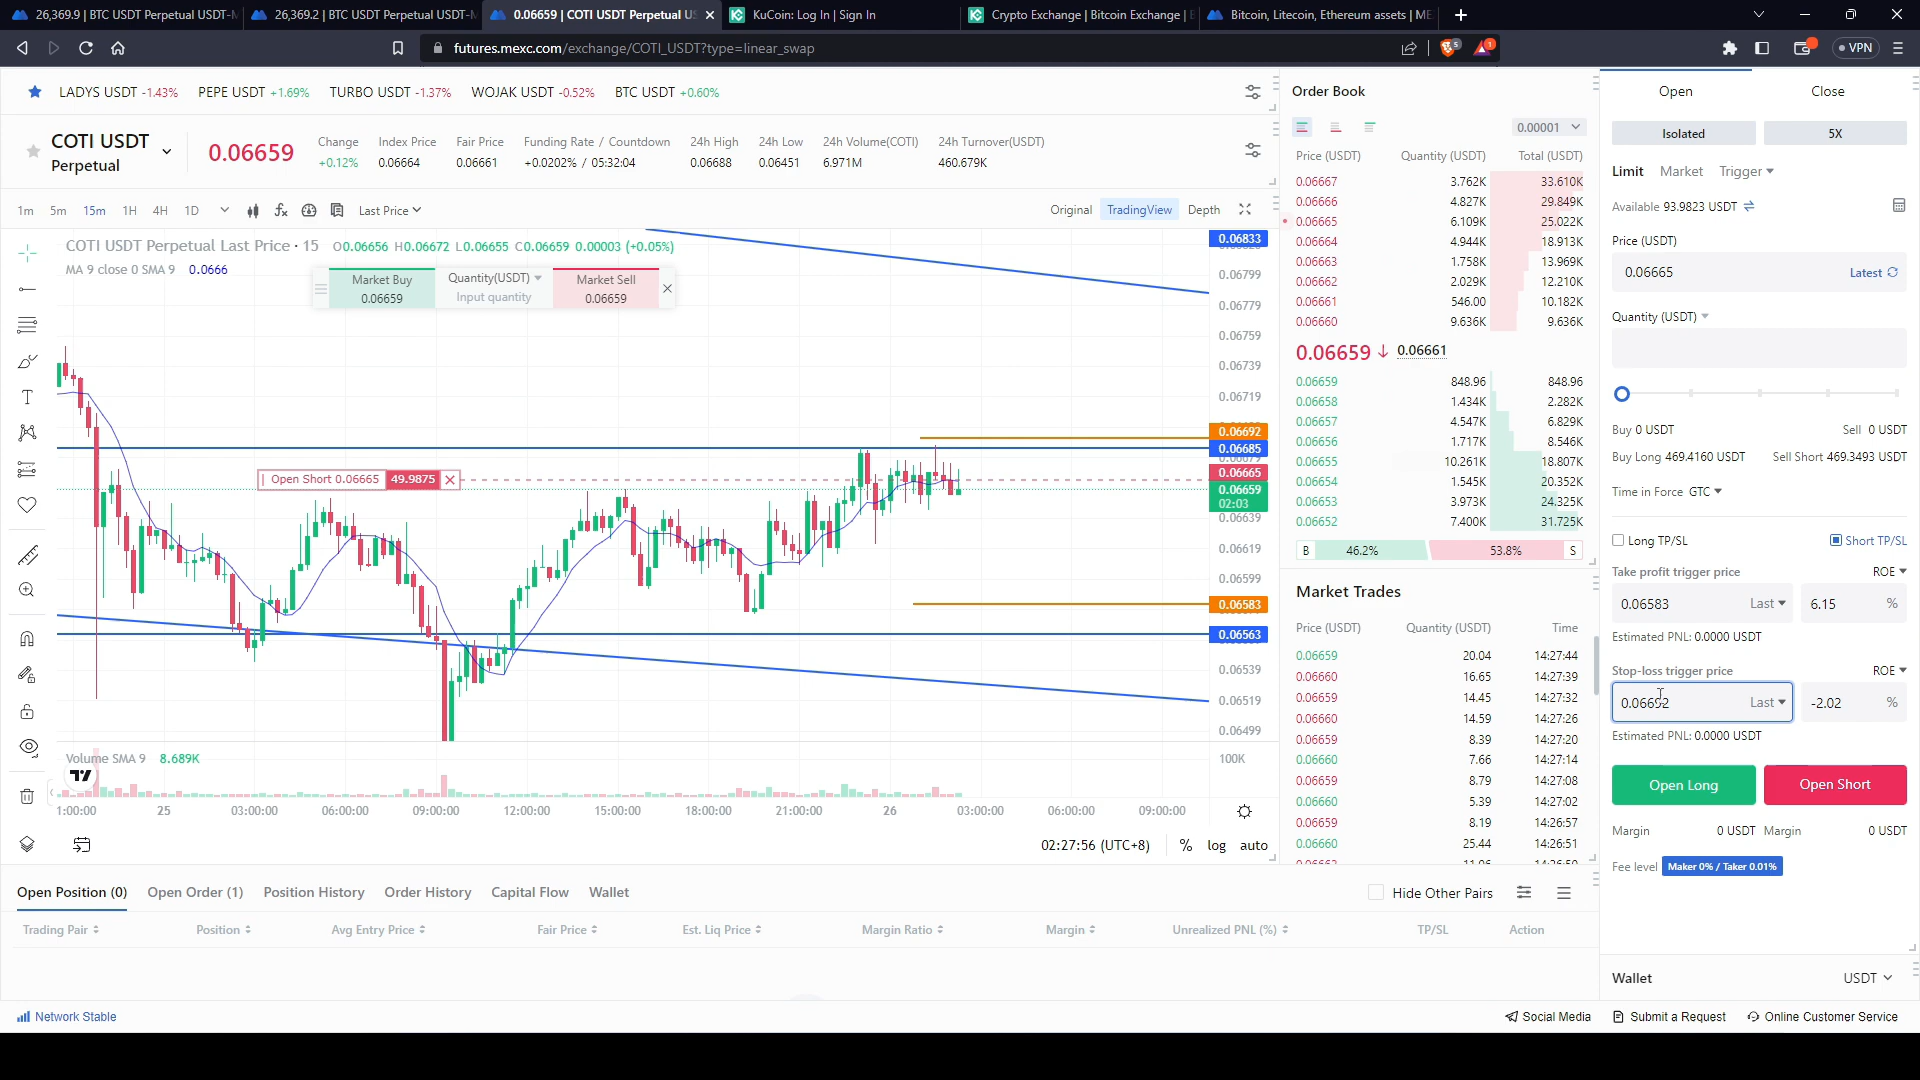 26,369.9 | BTC USDT Perpetual USDT-M
26,369.2 | BTC USDT Perpetual USDT-M
0.06659 | COTI USDT Perpetual US
KuCoin: Log In | Sign In
Crypto Exchange | Bitcoin Exchange | B
Bitcoin, Litecoin, Ethereum assets | ME
futures.mexc.com/exchange/COTI_USDT?type=linear_swap
VPN
LADYS USDT -1.43% PEPE USDT +1.69% TURBO USDT -1.37% WOJAK USDT -0.52% BTC USDT +0.60%
COTI USDT
Perpetual
0.06659
Change Index Price Fair Price Funding Rate / Countdown 24h High 24h Low 24h Volume(COTI) 24h Turnover(USDT)
+0.12% 0.06664 0.06661 +0.0202% / 05:32:04 0.06688 0.06451 6.971M 460.679K
1m 5m 15m 1H 4H 1D Last Price Original TradingView Depth
COTI USDT Perpetual Last Price · 15 O0.06656 H0.06672 L0.06655 C0.06659 0.00003 (+0.05%)
MA 9 close 0 SMA 9 0.0666
Market Buy Quantity(USDT) Market Sell
0.06659 Input quantity 0.06659
Open Short 0.06665 49.9875
0.06833
0.06799
0.06779
0.06759
0.06739
0.06719
0.06692
0.06685
0.06665
0.06659
02:03
0.06639
0.06619
0.06599
0.06583
0.06563
0.06539
0.06519
0.06499
Volume SMA 9 8.689K
100K
1:00:00 25 03:00:00 06:00:00 09:00:00 12:00:00 15:00:00 18:00:00 21:00:00 26 03:00:00 06:00:00 09:00:00
02:27:56 (UTC+8) % log auto
Order Book
0.00001
Price (USDT) Quantity (USDT) Total (USDT)
0.06667 3.762K 33.610K
0.06666 4.827K 29.849K
0.06665 6.109K 25.022K
0.06664 4.944K 18.913K
0.06663 1.758K 13.969K
0.06662 2.029K 12.210K
0.06661 546.00 10.182K
0.06660 9.636K 9.636K
0.06659 0.06661
0.06659 848.96 848.96
0.06658 1.434K 2.282K
0.06657 4.547K 6.829K
0.06656 1.717K 8.546K
0.06655 10.261K 18.807K
0.06654 1.545K 20.352K
0.06653 3.973K 24.325K
0.06652 7.400K 31.725K
B 46.2% 53.8% S
Market Trades
Price (USDT) Quantity (USDT) Time
0.06659 20.04 14:27:44
0.06660 16.65 14:27:39
0.06659 14.45 14:27:32
0.06660 14.59 14:27:26
0.06659 8.39 14:27:20
0.06660 7.66 14:27:14
0.06659 8.79 14:27:08
0.06660 5.39 14:27:02
0.06659 8.19 14:26:57
0.06660 25.44 14:26:51
Open Close
Isolated 5X
Limit Market Trigger
Available 93.9823 USDT
Price (USDT)
0.06665 Latest
Quantity (USDT)
Buy 0 USDT Sell 0 USDT
Buy Long 469.4160 USDT Sell Short 469.3493 USDT
Time in Force GTC
Long TP/SL Short TP/SL
Take profit trigger price ROE
0.06583 Last 6.15 %
Estimated PNL: 0.0000 USDT
Stop-loss trigger price ROE
0.06692 Last -2.02 %
Estimated PNL: 0.0000 USDT
Open Long Open Short
Margin 0 USDT Margin 0 USDT
Fee level Maker 0% / Taker 0.01%
Wallet USDT
Open Position (0) Open Order (1) Position History Order History Capital Flow Wallet Hide Other Pairs
Trading Pair Position Avg Entry Price Fair Price Est. Liq Price Margin Ratio Margin Unrealized PNL (%) TP/SL Action
Network Stable Social Media Submit a Request Online Customer Service